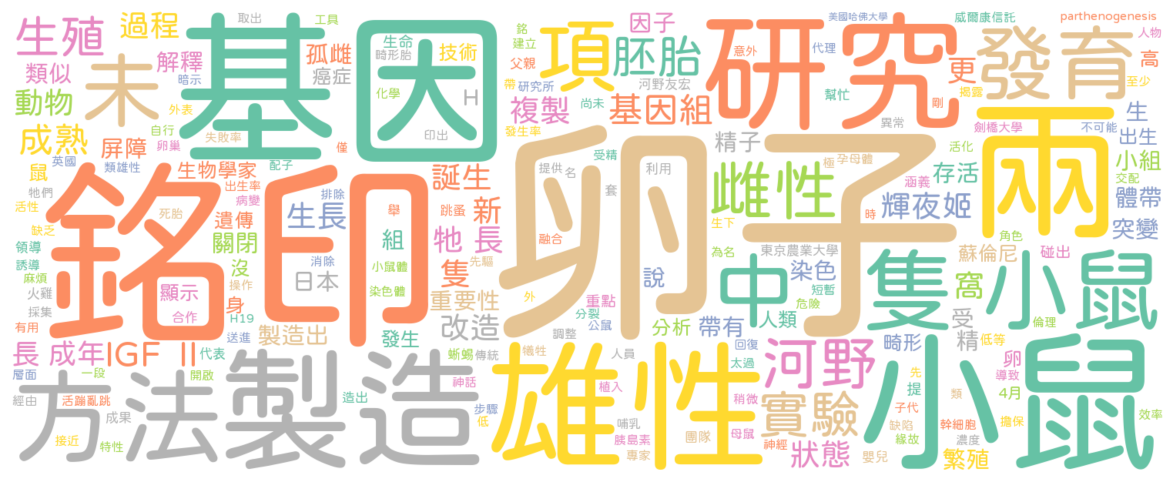 生殖
過程
取出
工具
基因
生命
畸形胎
技術
孤雌
癌症
解釋
暗示
類似
未
動物
外表
成熟
屏障
自行
卵巢
失敗率
化學
印出
H
配子
僅
銘
建立
父親
帶
研究所
項
因子
胚胎
河野友宏
意外
代理
美國哈佛大學
研究
威爾康信託
parthenogenesis
人物
高
至少
發育
更
揭露
剛
幫忙
尚未
複製
基因組
發生率
異常
劍橋大學
不可能
生
出生
小組
交配
活化
鼠
英國
類雄性
生物學家
牠們
活性
出生率
病變
缺乏
死胎
遺傳
領導
誘導
關閉
銘印
排除
生長
舉
誕生
跳蚤
新
組
牠
長
先驅
小鼠體
隻
染色體
重要性
日本
消除
沒
操作
麻煩
火雞
採集
顯示
身
有用
合作
H19
送進
製造出
發生
改造
卵子
提供
名
受精
套
利用
精子
融合
外
重點
分裂
公鼠
調整
說
分析
帶有
雌性
極
孕母體
涵義
存活
時
輝夜姬
體帶
突變
兩
生下
為名
東京農業大學
角色
碰出
蘇倫尼
中
染色
短暫
危險
人類
隻
窩
受
精
低等
倫理
小鼠
回復
太過
畸形
卵
導致
4月
提
先
類
長
成年
IGF
II
代表
層面
一段
開啟
經由
活蹦亂跳
成果
接近
特性
方法
製造
造出
蜥蜴
傳統
神話
步驟
低
犧牲
人員
植入
哺乳
胰島素
專家
團隊
母鼠
雄性
河野
稍微
實驗
神經
狀態
嬰兒
子代
缺陷
緣故
幹細胞
濃度
繁殖
擔保
效率
小鼠